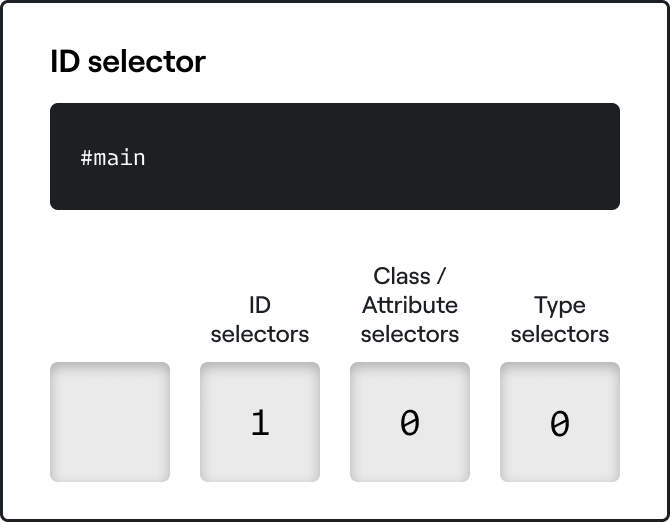 ID selector
#main
ID
selectors
Class /
Attribute
selectors
Type
selectors
1
0
0